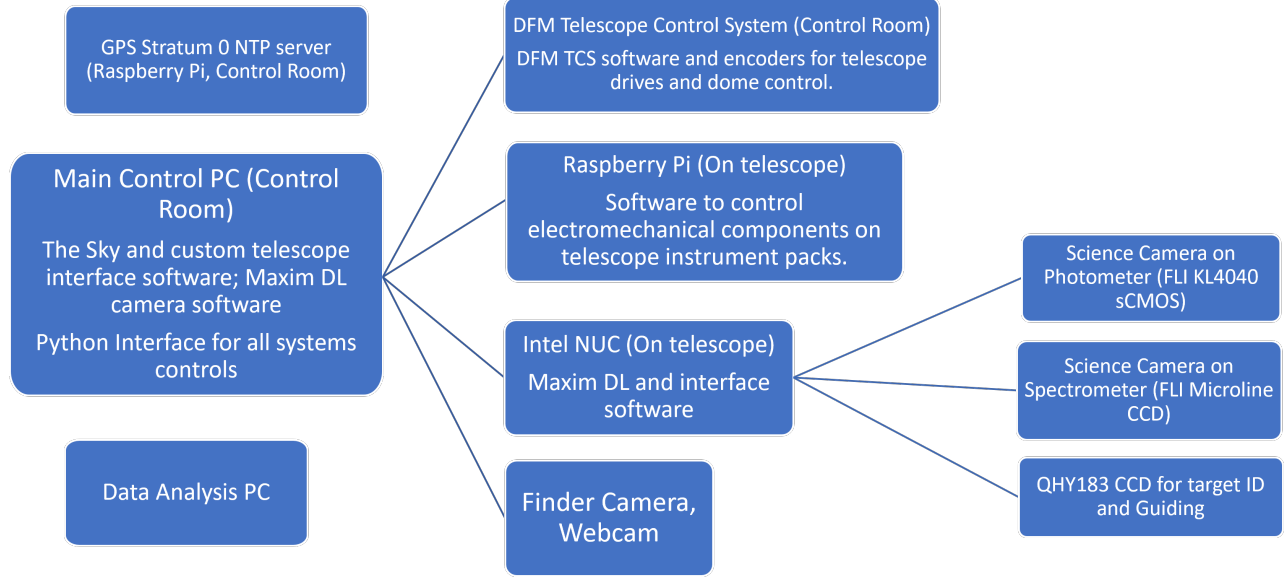 GPS Stratum 0 NTP server
(Raspberry Pi, Control Room)
Main Control PC (Control
Room)
The Sky and custom telescope
interface software; Maxim DL
camera software
Python Interface for all systems
controls
Data Analysis PC
DFM Telescope Control System (Control Room)
DFM TCS software and encoders for telescope
drives and dome control.
Raspberry Pi (On telescope)
Software to control
electromechanical components on
telescope instrument packs.
Intel NUC (On telescope)
Maxim DL and interface
software
Finder Camera,
Webcam
Science Camera on
Photometer (FLI KL4040
sCMOS)
Science Camera on
Spectrometer (FLI Microline
CCD)
QHY183 CCD for target ID
and Guiding